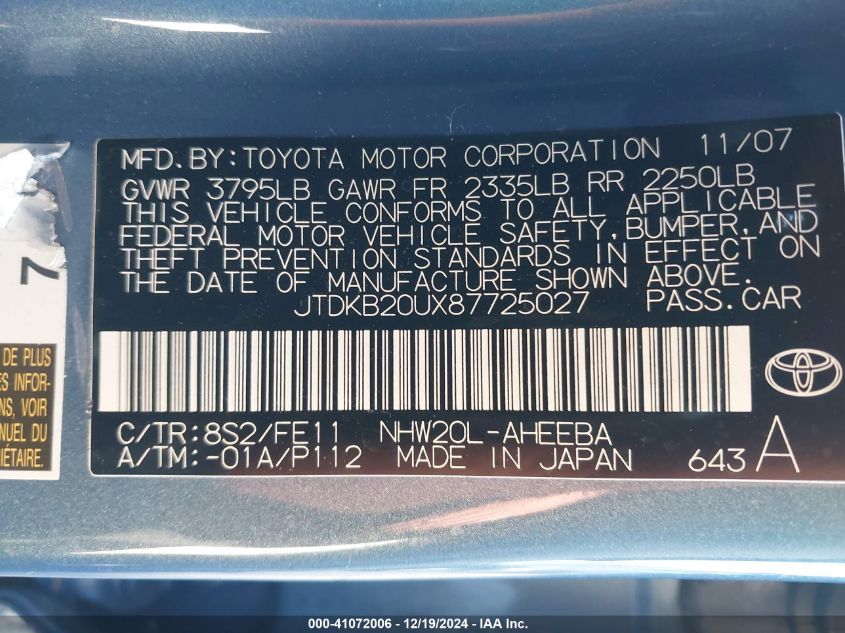 MFD. BY: TOYOTA MOTOR CORPORATION 11/07
GVWR 3795LB GAWR FR 2335LB RR 2250LB
THIS VEHICLE CONFORMS TO ALL APPLICABLE
FEDERAL MOTOR VEHICLE SAFETY, BUMPER, AND
THEFT PREVENTION STANDARDS IN EFFECT ON
THE DATE OF MANUFACTURE SHOWN ABOVE.
JTDKB20UX87725027 PASS. CAR
C/TR: 8S2/FE11 NHW20L-AHEEBA
A/TM: -01A/P112 MADE IN JAPAN 643 A
7
DE PLUS
ES INFOR-
NS, VOIR
NUEL DU
IÉTAIRE.
000-41072006 - 12/19/2024 - IAA Inc.